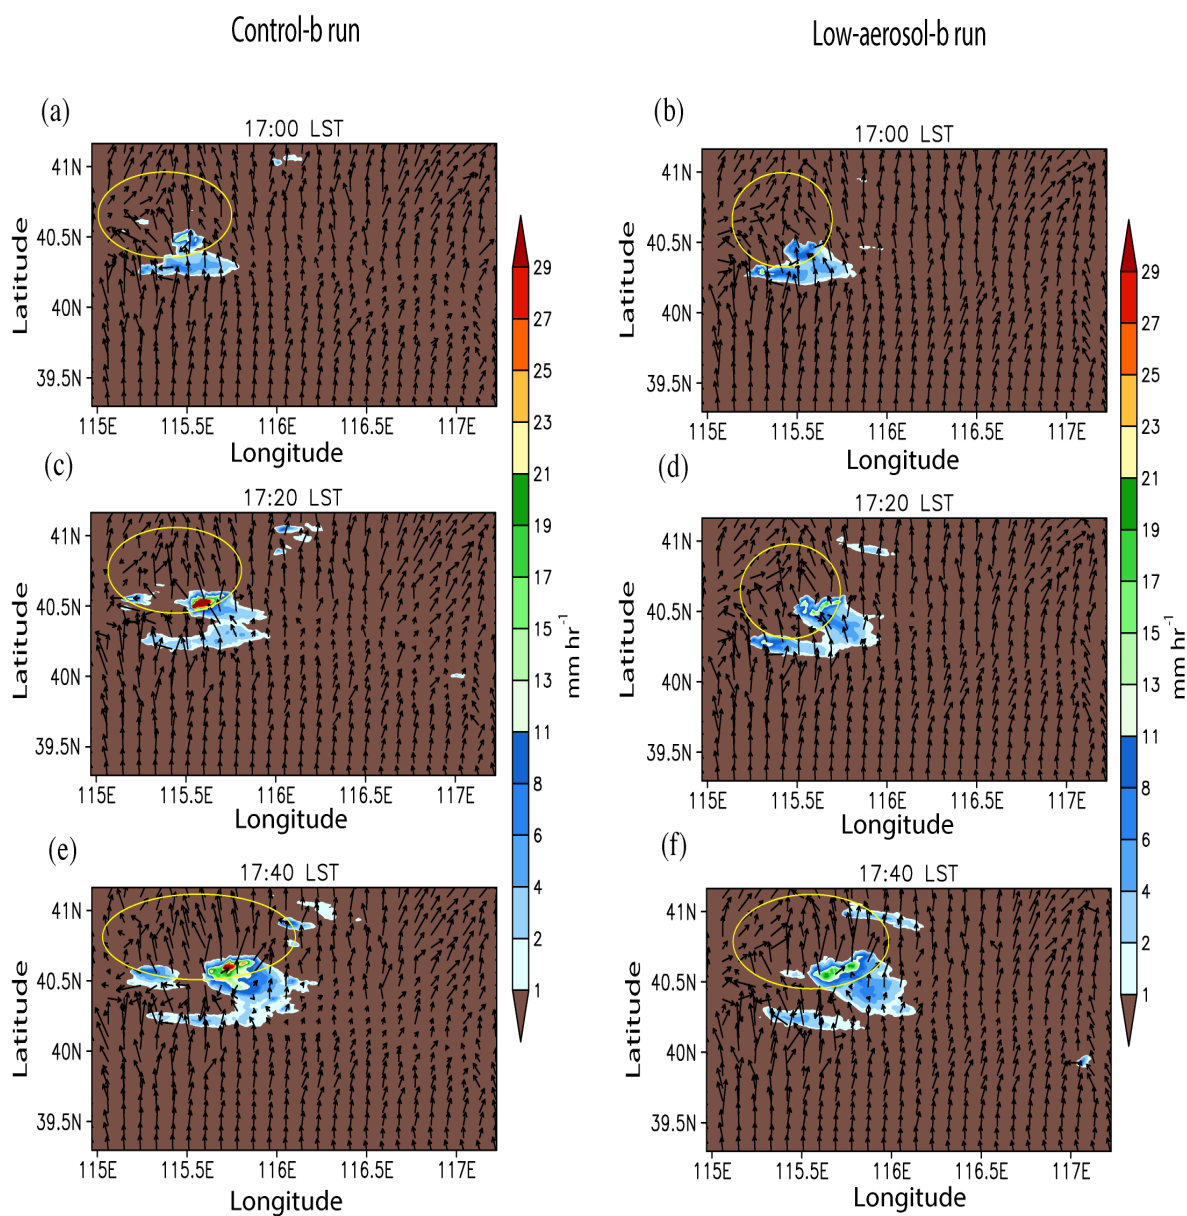 Control-b run
Low-aerosol-b run
(a)
17:00 LST
41N
40.5N
40N
39.5N
115E 115.5E 116E 116.5E 117E
Latitude
Longitude
(b)
17:00 LST
41N
40.5N
40N
39.5N
115E 115.5E 116E 116.5E 117E
Latitude
Longitude
(c)
17:20 LST
41N
40.5N
40N
39.5N
115E 115.5E 116E 116.5E 117E
Latitude
Longitude
(d)
17:20 LST
41N
40.5N
40N
39.5N
115E 115.5E 116E 116.5E 117E
Latitude
Longitude
(e)
17:40 LST
41N
40.5N
40N
39.5N
115E 115.5E 116E 116.5E 117E
Latitude
Longitude
(f)
17:40 LST
41N
40.5N
40N
39.5N
115E 115.5E 116E 116.5E 117E
Latitude
Longitude
29
27
25
23
21
19
17
15
13
11
8
6
4
2
1
mm hr⁻¹
29
27
25
23
21
19
17
15
13
11
8
6
4
2
1
mm hr⁻¹